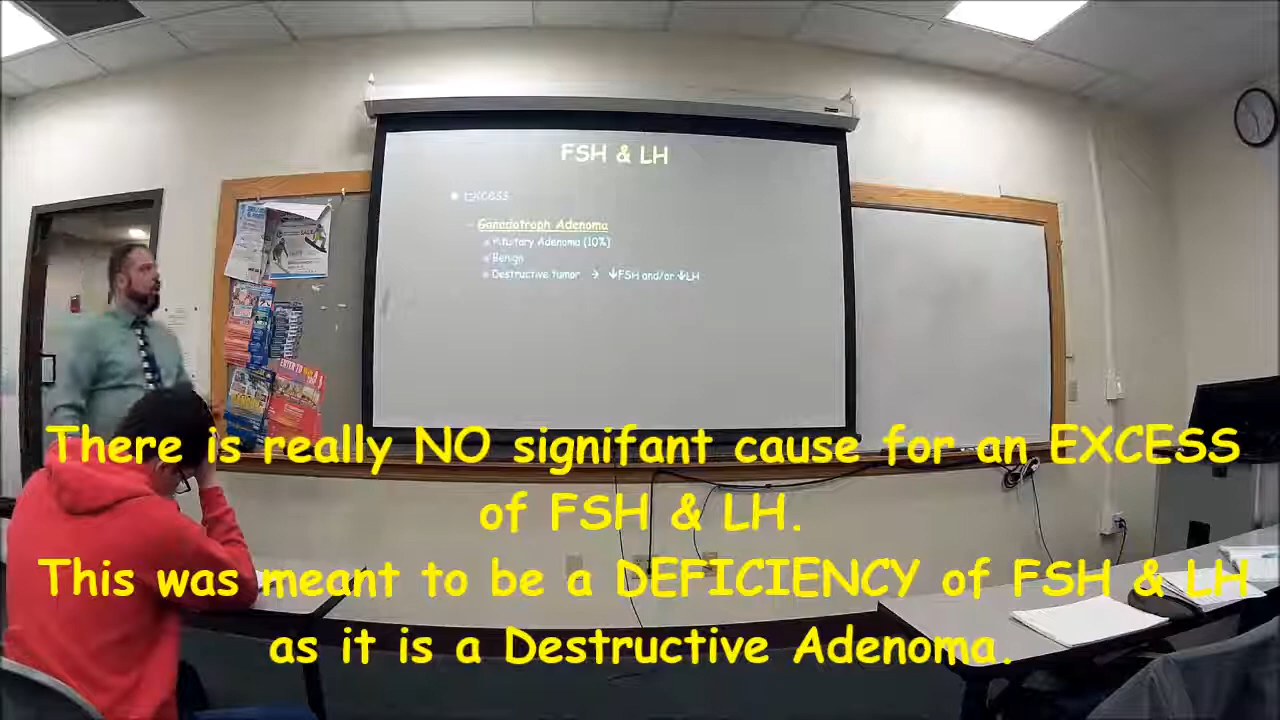 FSH & LH
Excess
- Gonadotroph Adenoma
Pituitary Adenoma (10%)
Benign
Destructive tumor → ↓FSH and/or ↓LH
There is really NO signifant cause for an EXCESS
of FSH & LH.
This was meant to be a DEFICIENCY of FSH & LH
as it is a Destructive Adenoma.